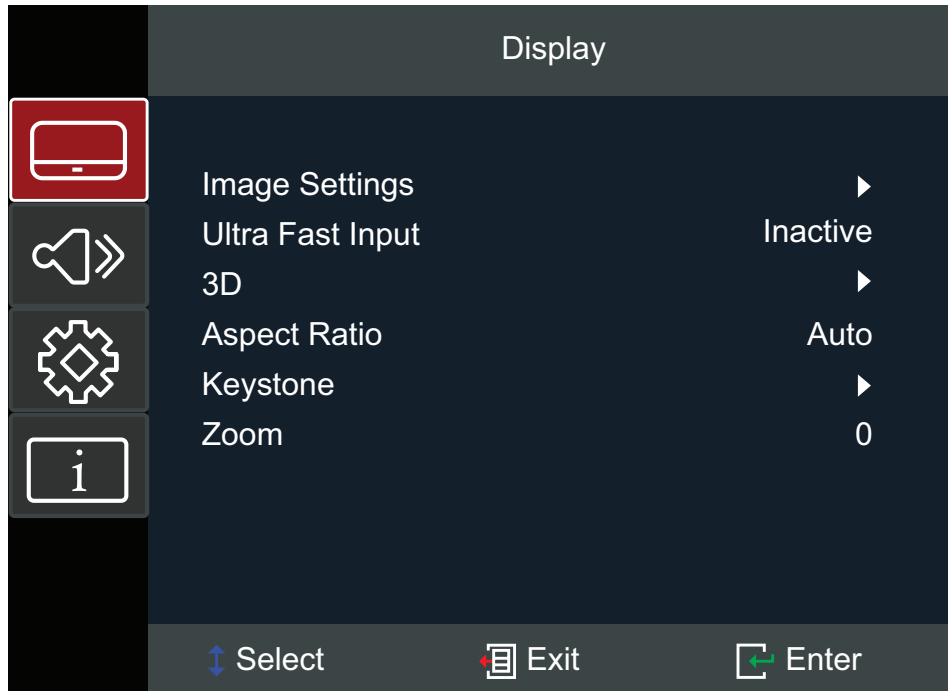 Display
Image Settings
Ultra Fast Input Inactive
3D
Aspect Ratio Auto
Keystone
Zoom 0
i
Select Exit Enter